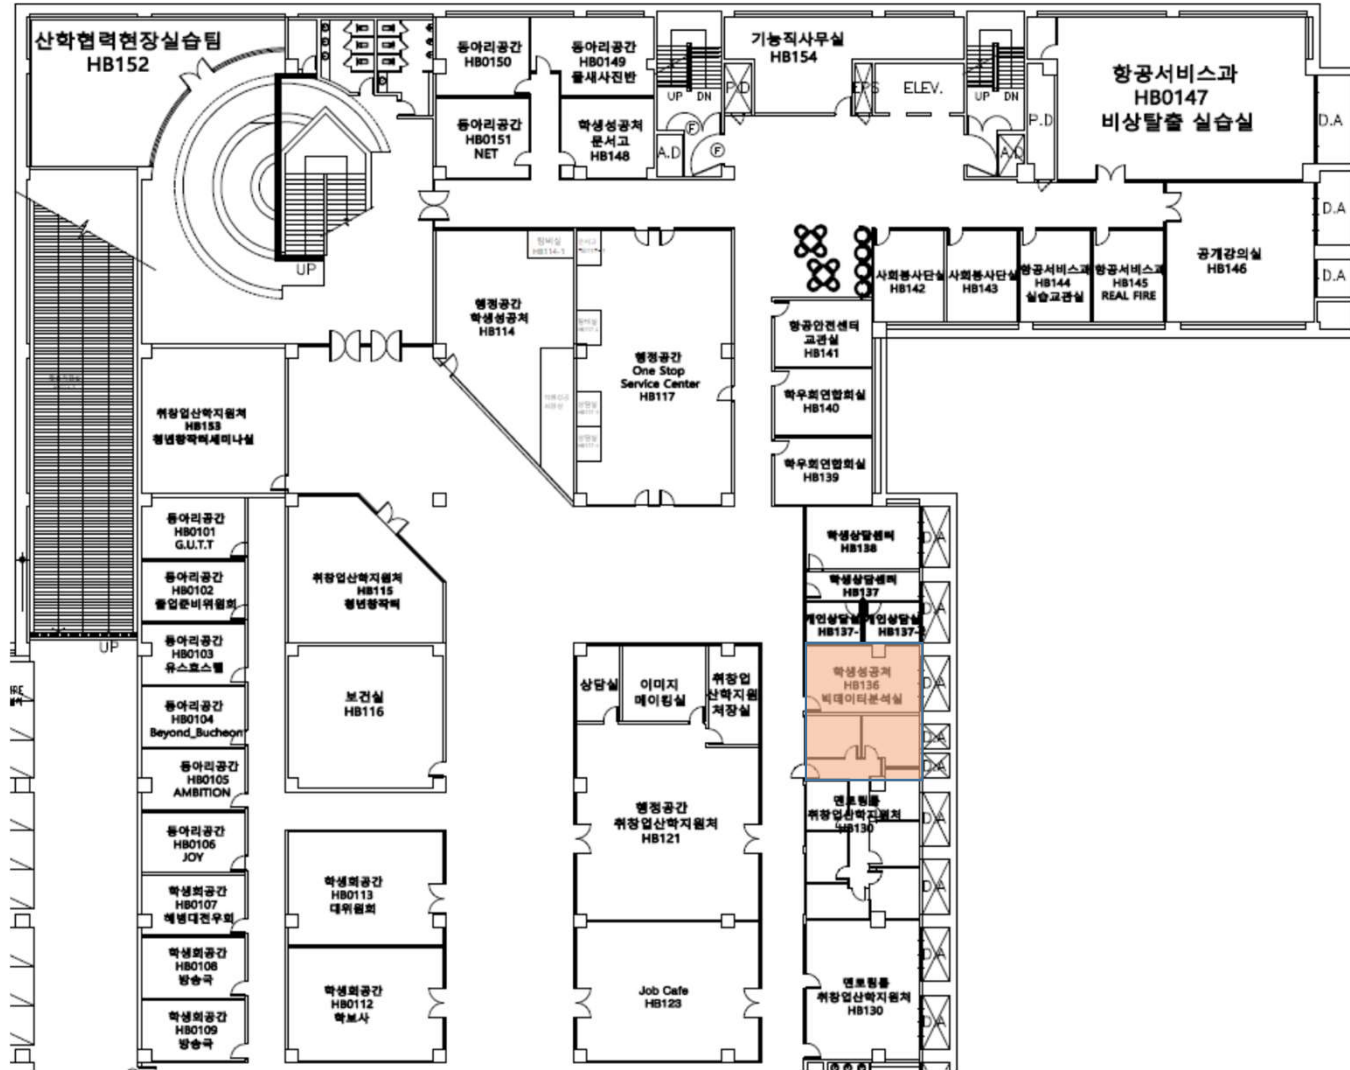 산학협력현장실습팀
HB152
동아리공간
HB0150
동아리공간
HB0149
물새사진반
기능직사무실
HB154
항공서비스과
HB0147
비상탈출 실습실
동아리공간
HB0151
NET
학생성공처
문서고
HB148
UP DN
P.D
EPS
ELEV.
UP DN
P.D
D.A
A.D
F
F
A.D
D.A
UP
행정공간
학생성공처
HB114
탕비실
HB114-1
사회봉사단실
HB142
사회봉사단실
HB143
항공서비스과
HB144
실습교관실
항공서비스과
HB145
REAL FIRE
공개강의실
HB146
D.A
행정공간
One Stop
Service Center
HB117
항공안전센터
교관실
HB141
학우회연합회실
HB140
학우회연합회실
HB139
취창업산학지원처
HB153
청년창작터세미나실
동아리공간
HB0101
G.U.T.T
동아리공간
HB0102
졸업준비위원회
동아리공간
HB0103
유스호스텔
UP
동아리공간
HB0104
Beyond_Bucheon
동아리공간
HB0105
AMBITION
동아리공간
HB0106
JOY
학생회공간
HB0107
해병대전우회
학생회공간
HB0108
방송국
학생회공간
HB0109
방송국
취창업산학지원처
HB115
청년창작터
보건실
HB116
학생회공간
HB0113
대위원회
학생회공간
HB0112
학보사
상담실
이미지
메이킹실
취창업
산학지원
처장실
행정공간
취창업산학지원처
HB121
Job Cafe
HB123
학생상담센터
HB138
D.A
학생상담센터
HB137
D.A
개인상담실
HB137-
개인상담실
HB137-2
학생성공처
HB136
빅데이터분석실
D.A
D.A
D.A
멘토링룸
취창업산학지원처
HB130
D.A
D.A
멘토링룸
취창업산학지원처
HB130
D.A
D.A